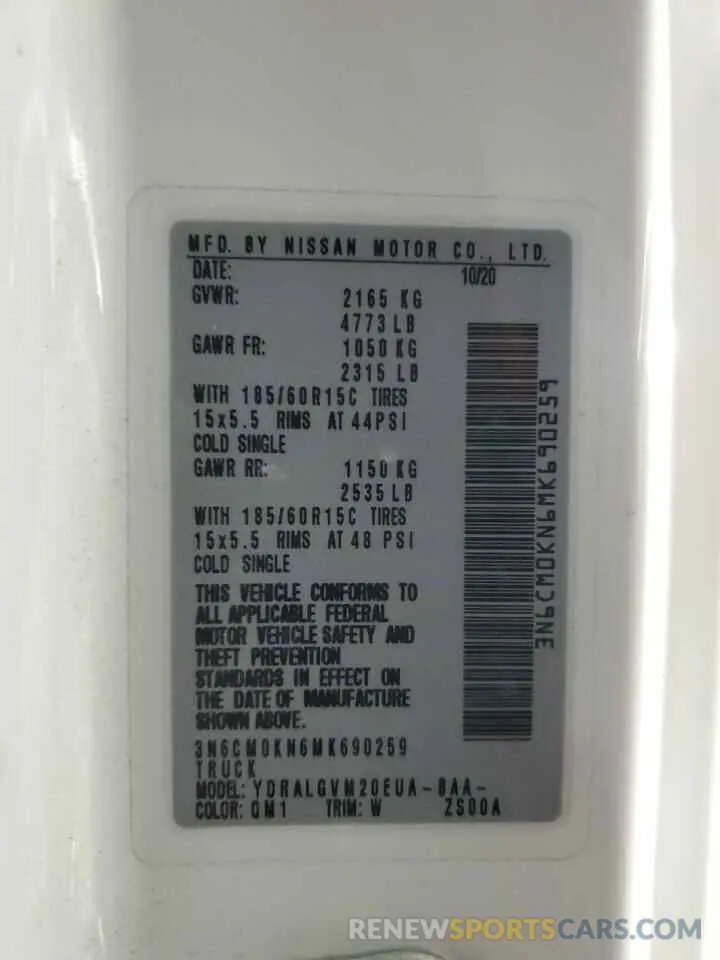 MFD. BY NISSAN MOTOR CO., LTD.
DATE: 10/20
GVWR: 2165 KG
4773 LB
GAWR FR: 1050 KG
2315 LB
WITH 185/60R15C TIRES
15x5.5 RIMS AT 44PSI
COLD SINGLE
GAWR RR: 1150 KG
2535 LB
WITH 185/60R15C TIRES
15x5.5 RIMS AT 48 PSI
COLD SINGLE
THIS VEHICLE CONFORMS TO
ALL APPLICABLE FEDERAL
MOTOR VEHICLE SAFETY AND
THEFT PREVENTION
STANDARDS IN EFFECT ON
THE DATE OF MANUFACTURE
SHOWN ABOVE.
3N6CM0KN6MK690259
TRUCK
MODEL: YDRALGVM20EUA-BAA-
COLOR: QM1 TRIM: W ZS00A
3N6CM0KN6MK690259
RENEWSPORTSCARS.COM